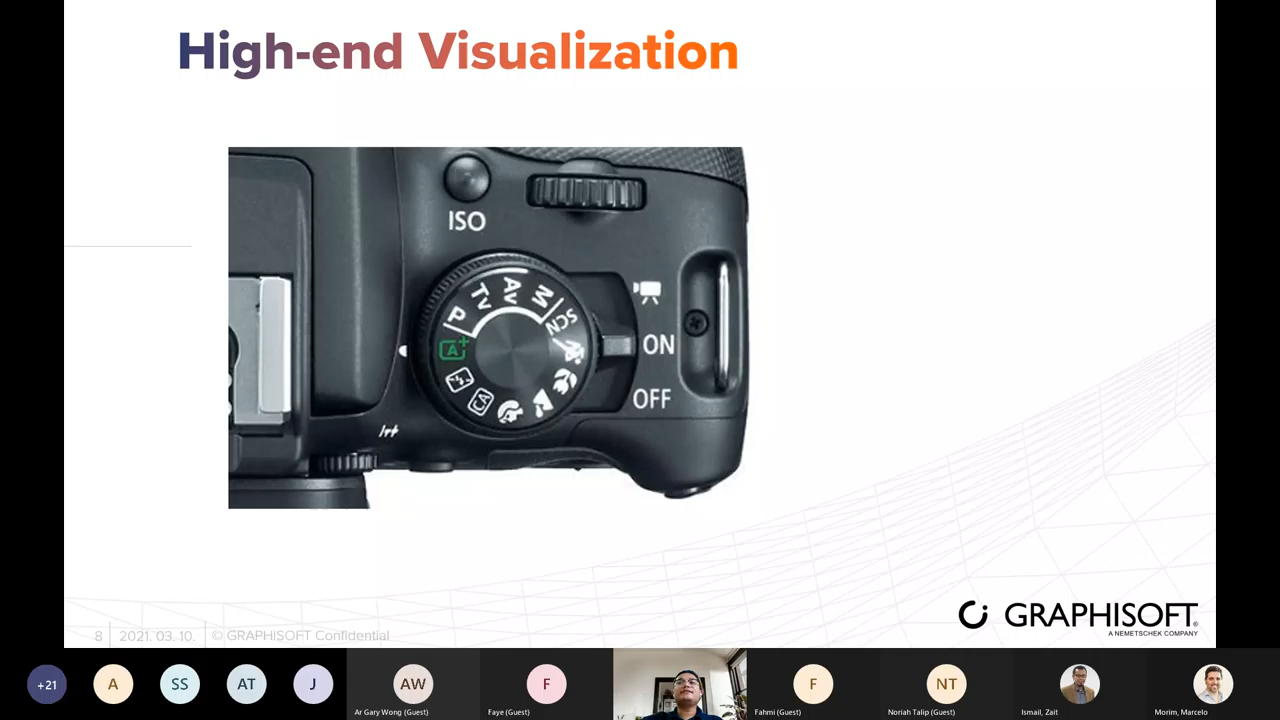 High-end Visualization
ISO
M
Av
Tv
SCN
P
A+
CA
ON
OFF
GRAPHISOFT®
A NEMETSCHEK COMPANY
8 2021. 03. 10. © GRAPHISOFT Confidential
+21
A
SS
AT
J
AW
F
F
NT
Ar Gary Wong (Guest)
Faye (Guest)
Fahmi (Guest)
Noriah Talip (Guest)
Ismail, Zait
Morim, Marcelo